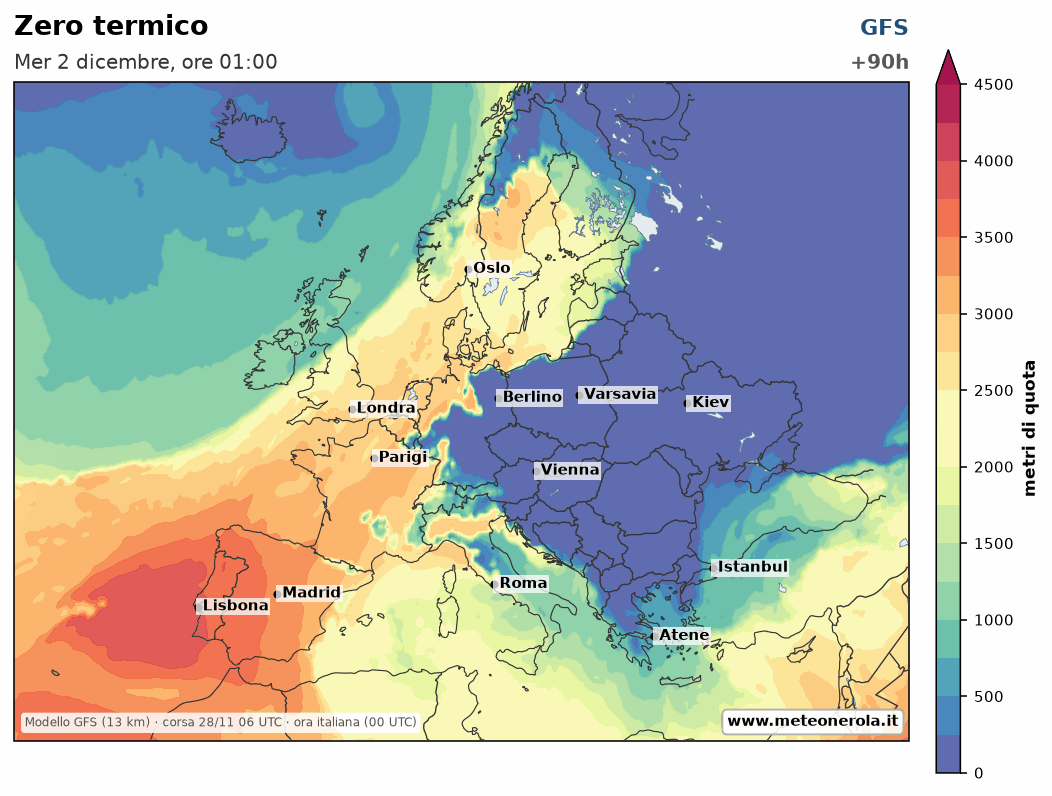 Zero termico
GFS
Mer 2 dicembre, ore 01:00
+90h
4500
4000
3500
3000
2500
2000
1500
1000
500
0
metri di quota
Oslo
Londra
Berlino
Varsavia
Kiev
Parigi
Vienna
Istanbul
Roma
Madrid
Lisbona
Atene
Modello GFS (13 km) · corsa 28/11 06 UTC · ora italiana (00 UTC)
www.meteonerola.it